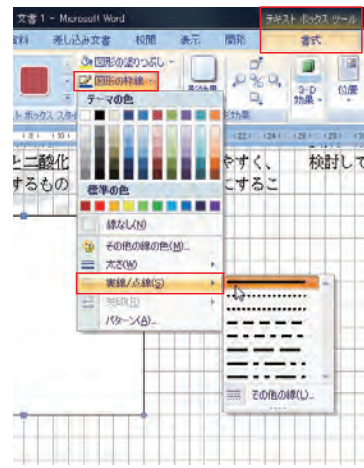 文書 1 - Microsoft Word
テキスト ボックス ツール
差し込み文書 校閲 表示 開発 書式
図形の塗りつぶし
図形の枠線
3-D
効果
位置
テーマの色
と二酸化
するもの
やすく、
にするこ
検討して
標準の色
線なし(N)
その他の線の色(M)...
太さ(W)
実線/点線(S)
矢印(R)
パターン(A)...
その他の線(L)...